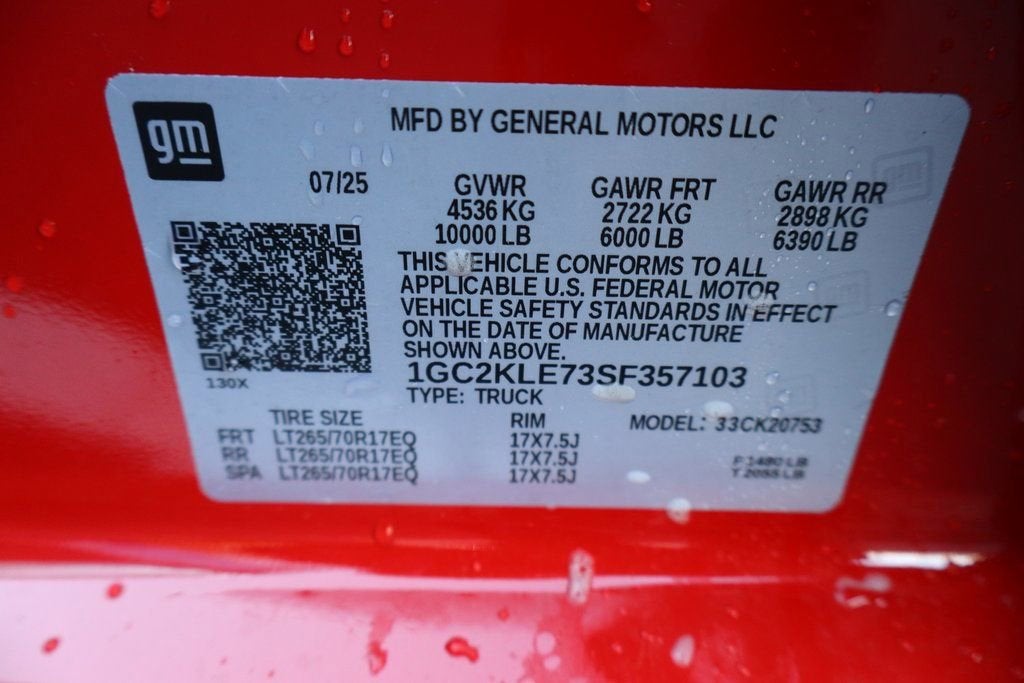 gm
MFD BY GENERAL MOTORS LLC
07/25
GVWR GAWR FRT GAWR RR
4536 KG 2722 KG 2898 KG
10000 LB 6000 LB 6390 LB
THIS VEHICLE CONFORMS TO ALL
APPLICABLE U.S. FEDERAL MOTOR
VEHICLE SAFETY STANDARDS IN EFFECT
ON THE DATE OF MANUFACTURE
SHOWN ABOVE.
130X
1GC2KLE73SF357103
TYPE: TRUCK
TIRE SIZE RIM MODEL: 33CK20753
FRT LT265/70R17EQ 17X7.5J
RR LT265/70R17EQ 17X7.5J
SPA LT265/70R17EQ 17X7.5J
F 1480 LB
T 2055 LB